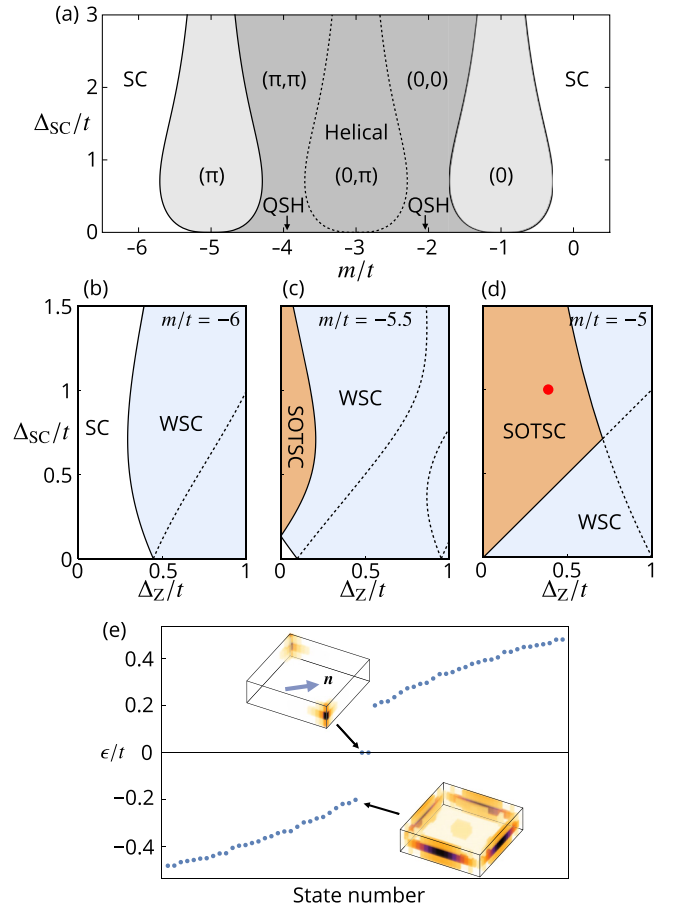 (a)
3
SC (π,π) (0,0) SC
2
Δ_SC/t
Helical
1
(π) (0,π) (0)
QSH QSH
0
−6 −5 −4 −3 −2 −1 0
m/t
(b) (c) (d)
1.5 m/t = −6 m/t = −5.5 m/t = −5
1
SC WSC SOTSC WSC SOTSC
Δ_SC/t
0.5
WSC
0
0 0.5 1 0 0.5 1 0 0.5 1
Δ_Z/t Δ_Z/t Δ_Z/t
(e)
0.4
n
0.2
ϵ/t 0
−0.2
−0.4
State number